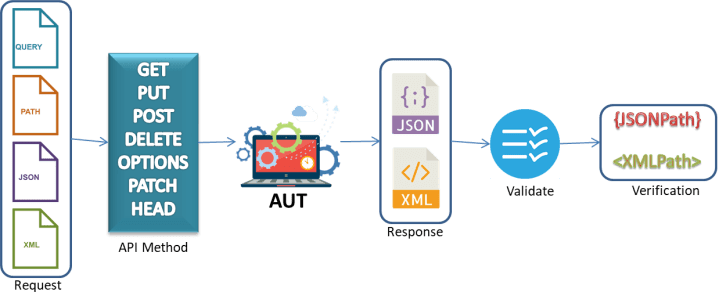 QUERY
PATH
JSON
XML
Request
GET
PUT
POST
DELETE
OPTIONS
PATCH
HEAD
API Method
AUT
{;}
JSON
</>
XML
Response
Validate
{JSONPath}
<XMLPath>
Verification